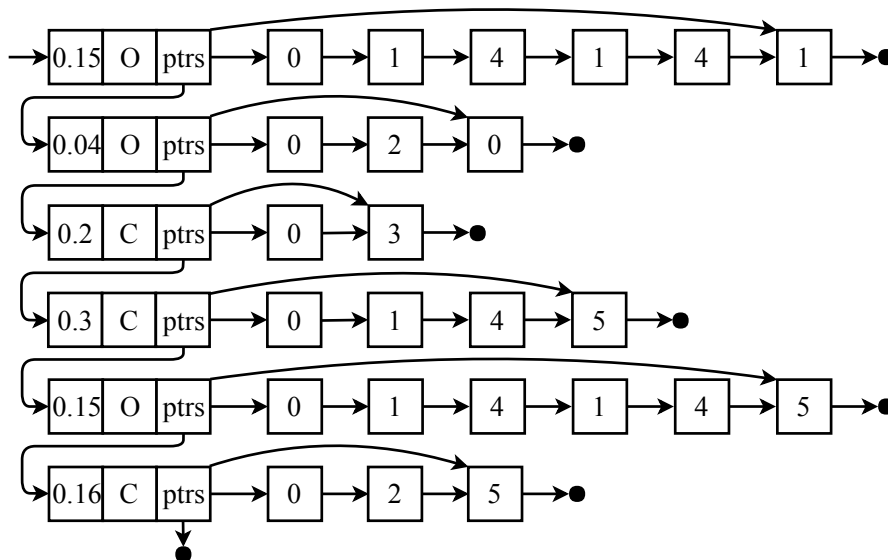 0.15 O ptrs 0 1 4 1 4 1
0.04 O ptrs 0 2 0
0.2 C ptrs 0 3
0.3 C ptrs 0 1 4 5
0.15 O ptrs 0 1 4 1 4 5
0.16 C ptrs 0 2 5